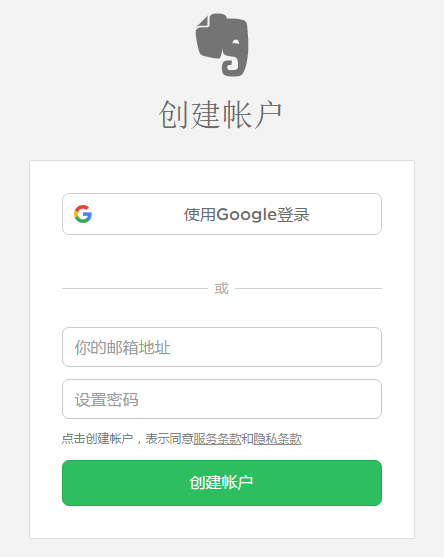 创建帐户
使用Google登录
或
你的邮箱地址
设置密码
点击创建帐户，表示同意服务条款和隐私条款
创建帐户